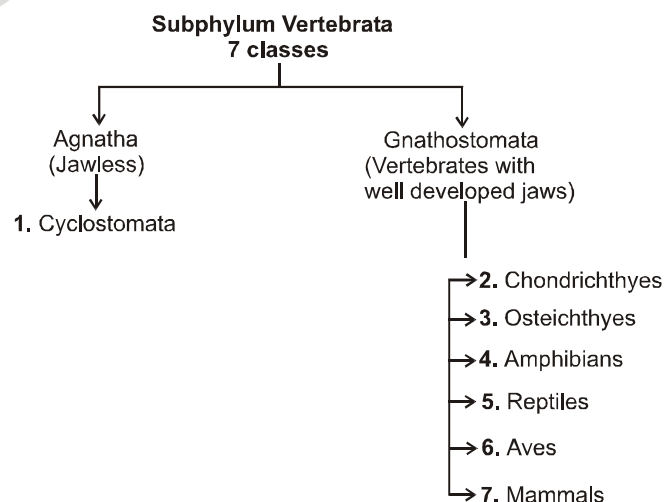 Subphylum Vertebrata
7 classes
Agnatha
(Jawless)
1. Cyclostomata
Gnathostomata
(Vertebrates with
well developed jaws)
2. Chondrichthyes
3. Osteichthyes
4. Amphibians
5. Reptiles
6. Aves
7. Mammals